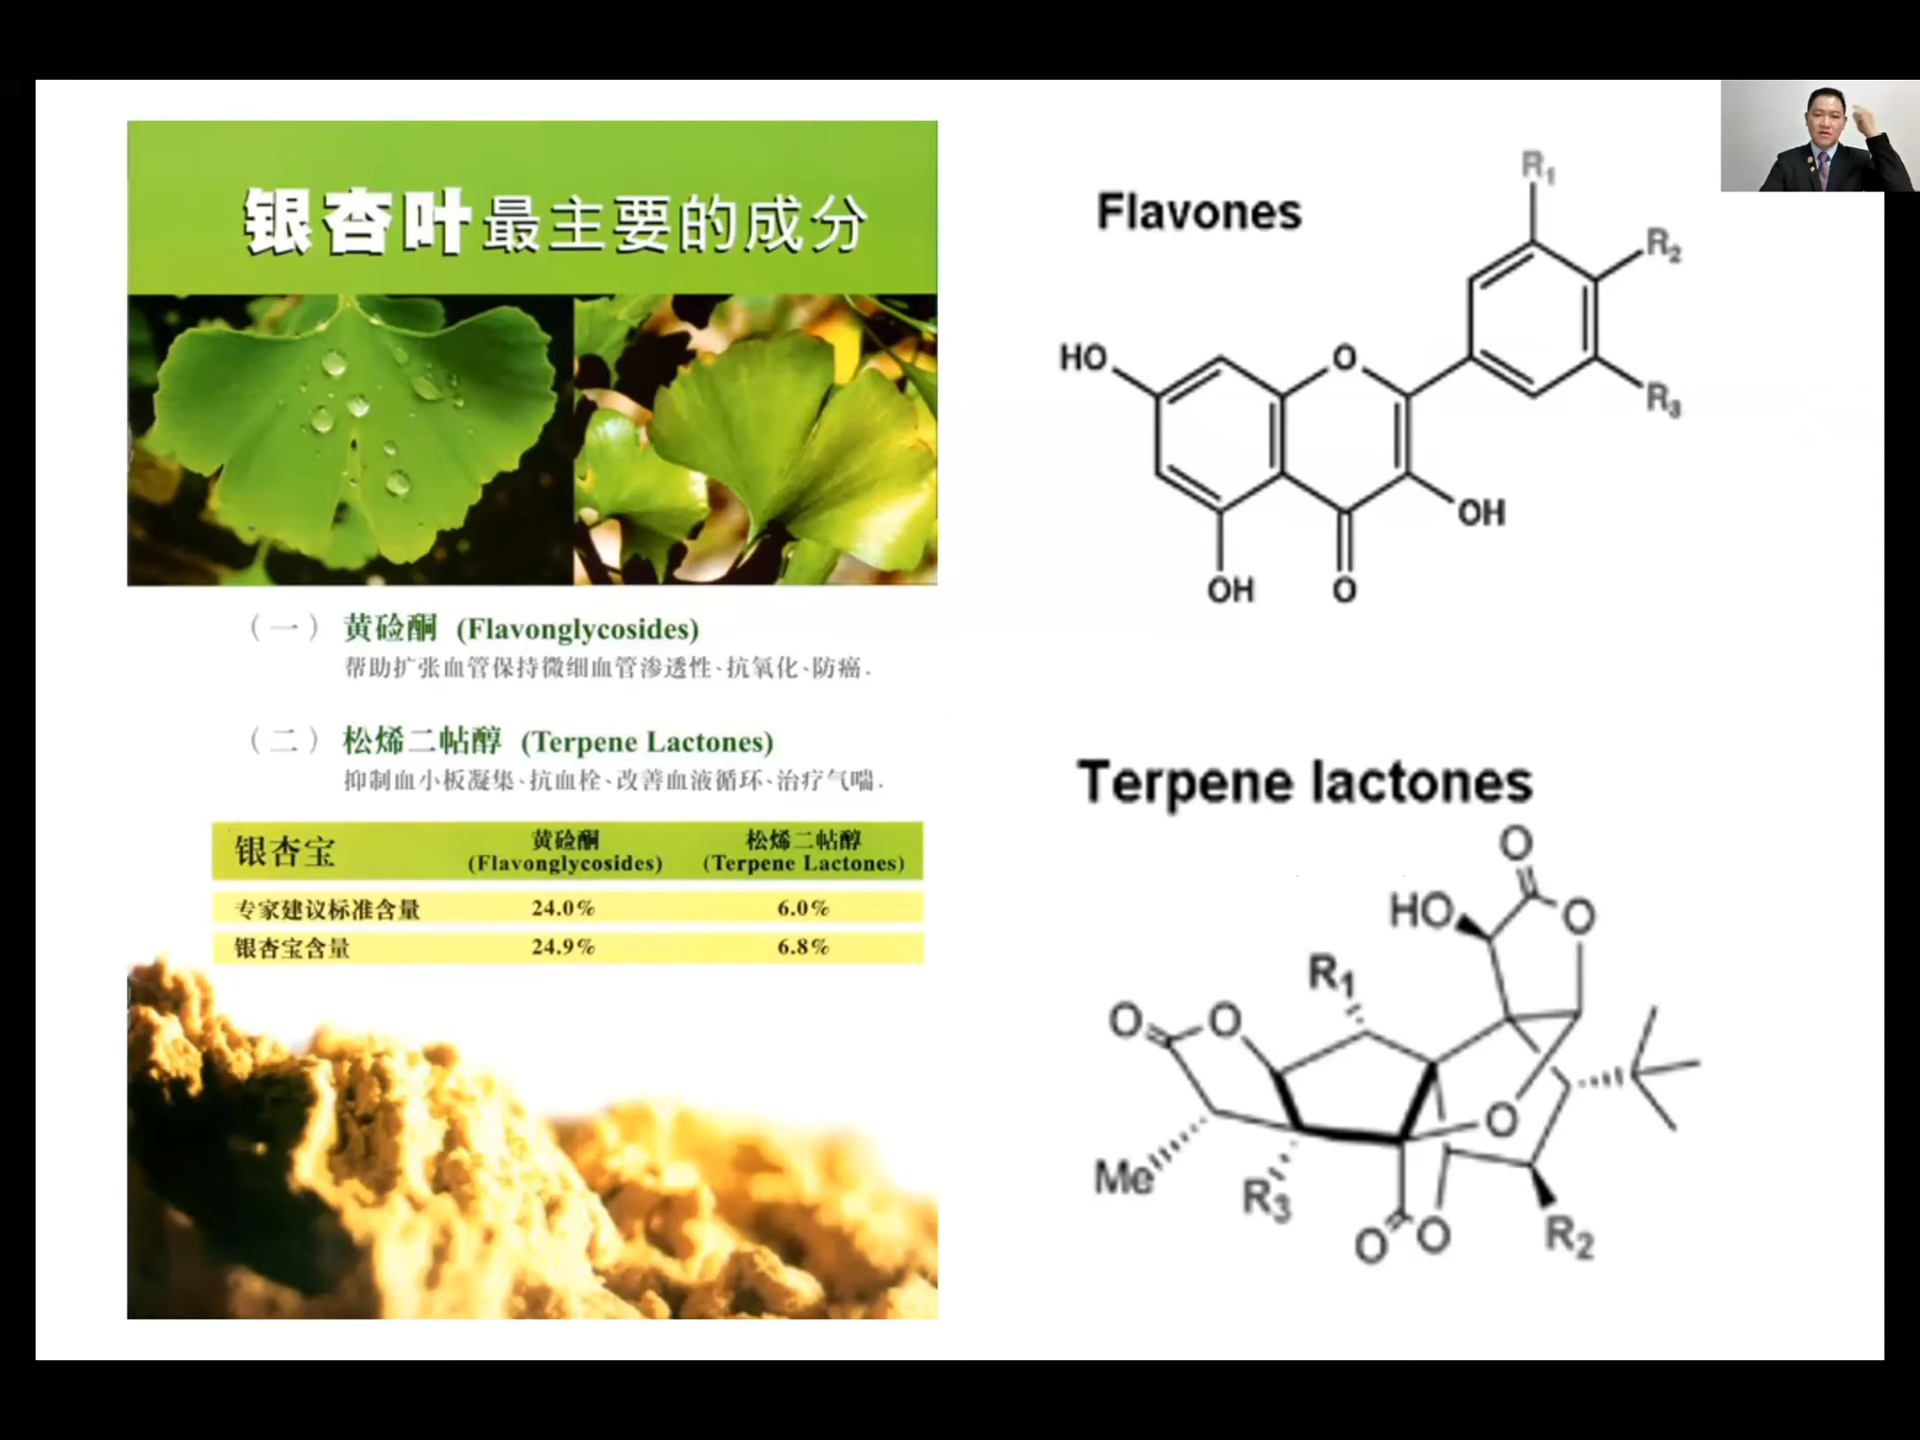 银杏叶最主要的成分
（一） 黄硷酮 (Flavonglycosides)
帮助扩张血管保持微细血管渗透性、抗氧化、防癌.
（二） 松烯二帖醇 (Terpene Lactones)
抑制血小板凝集、抗血栓、改善血液循环、治疗气喘.
银杏宝 黄硷酮 (Flavonglycosides) 松烯二帖醇 (Terpene Lactones)
专家建议标准含量 24.0% 6.0%
银杏宝含量 24.9% 6.8%
Flavones
R1
R2
HO
O
R3
OH
OH
O
Terpene lactones
O
HO
O
R1
O
O
O
Me
R3
O
O
R2